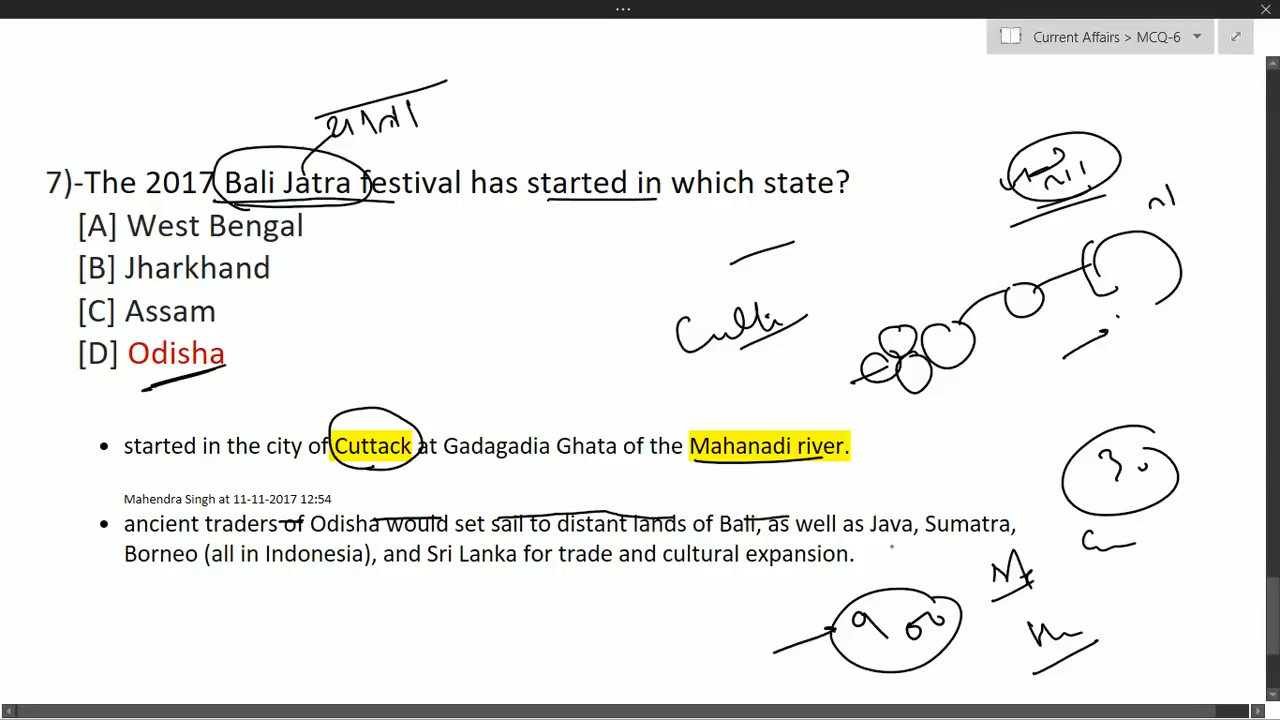 Current Affairs > MCQ-6
7)-The 2017 Bali Jatra festival has started in which state?
[A] West Bengal
[B] Jharkhand
[C] Assam
[D] Odisha
started in the city of Cuttack at Gadagadia Ghata of the Mahanadi river.
Mahendra Singh at 11-11-2017 12:54
ancient traders of Odisha would set sail to distant lands of Bali, as well as Java, Sumatra,
Borneo (all in Indonesia), and Sri Lanka for trade and cultural expansion.